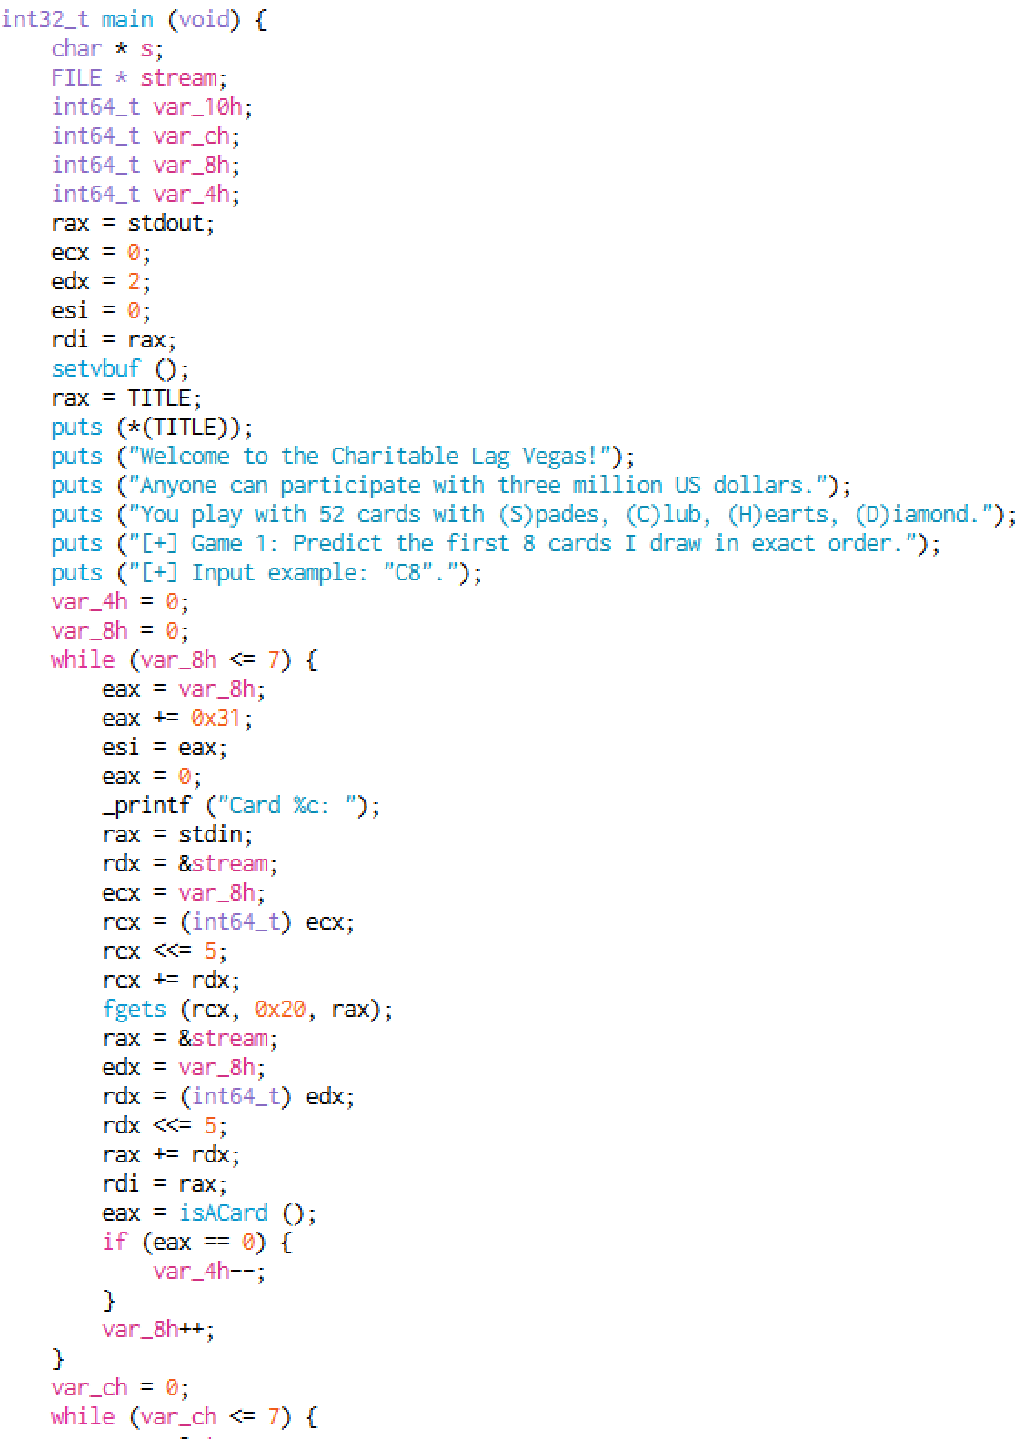 int32_t main (void) {
    char * s;
    FILE * stream;
    int64_t var_10h;
    int64_t var_ch;
    int64_t var_8h;
    int64_t var_4h;
    rax = stdout;
    ecx = 0;
    edx = 2;
    esi = 0;
    rdi = rax;
    setvbuf ();
    rax = TITLE;
    puts (*(TITLE));
    puts ("Welcome to the Charitable Lag Vegas!");
    puts ("Anyone can participate with three million US dollars.");
    puts ("You play with 52 cards with (S)pades, (C)lub, (H)earts, (D)iamond.");
    puts ("[+] Game 1: Predict the first 8 cards I draw in exact order.");
    puts ("[+] Input example: "C8".");
    var_4h = 0;
    var_8h = 0;
    while (var_8h <= 7) {
        eax = var_8h;
        eax += 0x31;
        esi = eax;
        eax = 0;
        _printf ("Card %c: ");
        rax = stdin;
        rdx = &stream;
        ecx = var_8h;
        rcx = (int64_t) ecx;
        rcx <<= 5;
        rcx += rdx;
        fgets (rcx, 0x20, rax);
        rax = &stream;
        edx = var_8h;
        rdx = (int64_t) edx;
        rdx <<= 5;
        rax += rdx;
        rdi = rax;
        eax = isACard ();
        if (eax == 0) {
            var_4h--;
        }
        var_8h++;
    }
    var_ch = 0;
    while (var_ch <= 7) {